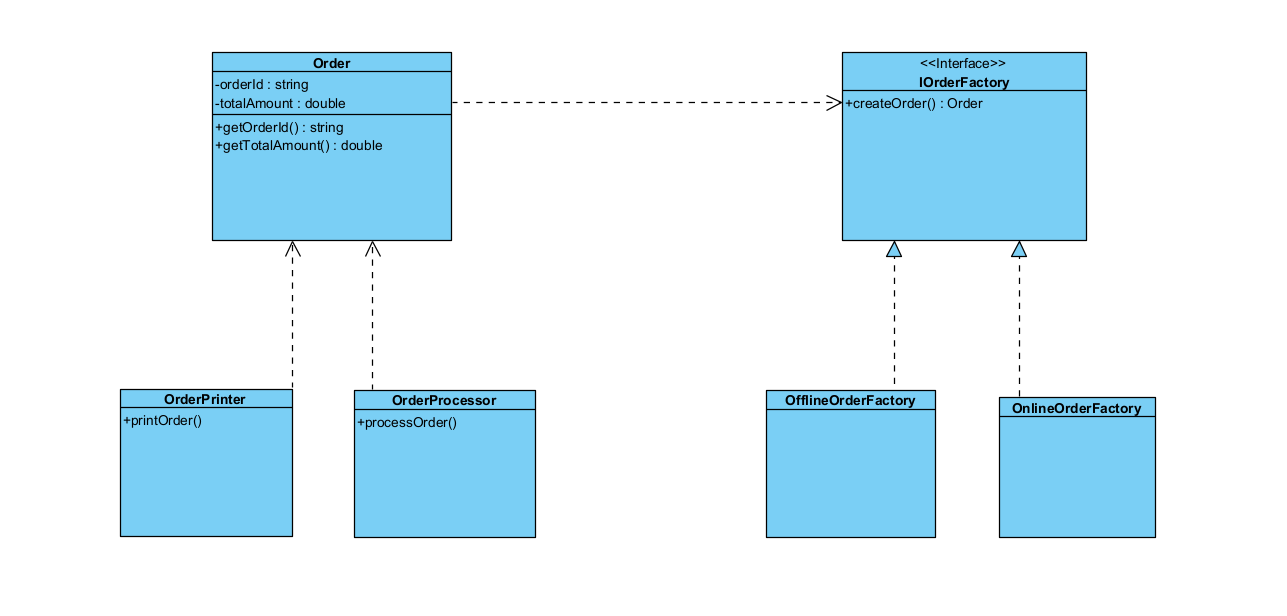 Order
-orderId : string
-totalAmount : double
+getOrderId() : string
+getTotalAmount() : double
<<Interface>>
IOrderFactory
+createOrder() : Order
OrderPrinter
+printOrder()
OrderProcessor
+processOrder()
OfflineOrderFactory
OnlineOrderFactory